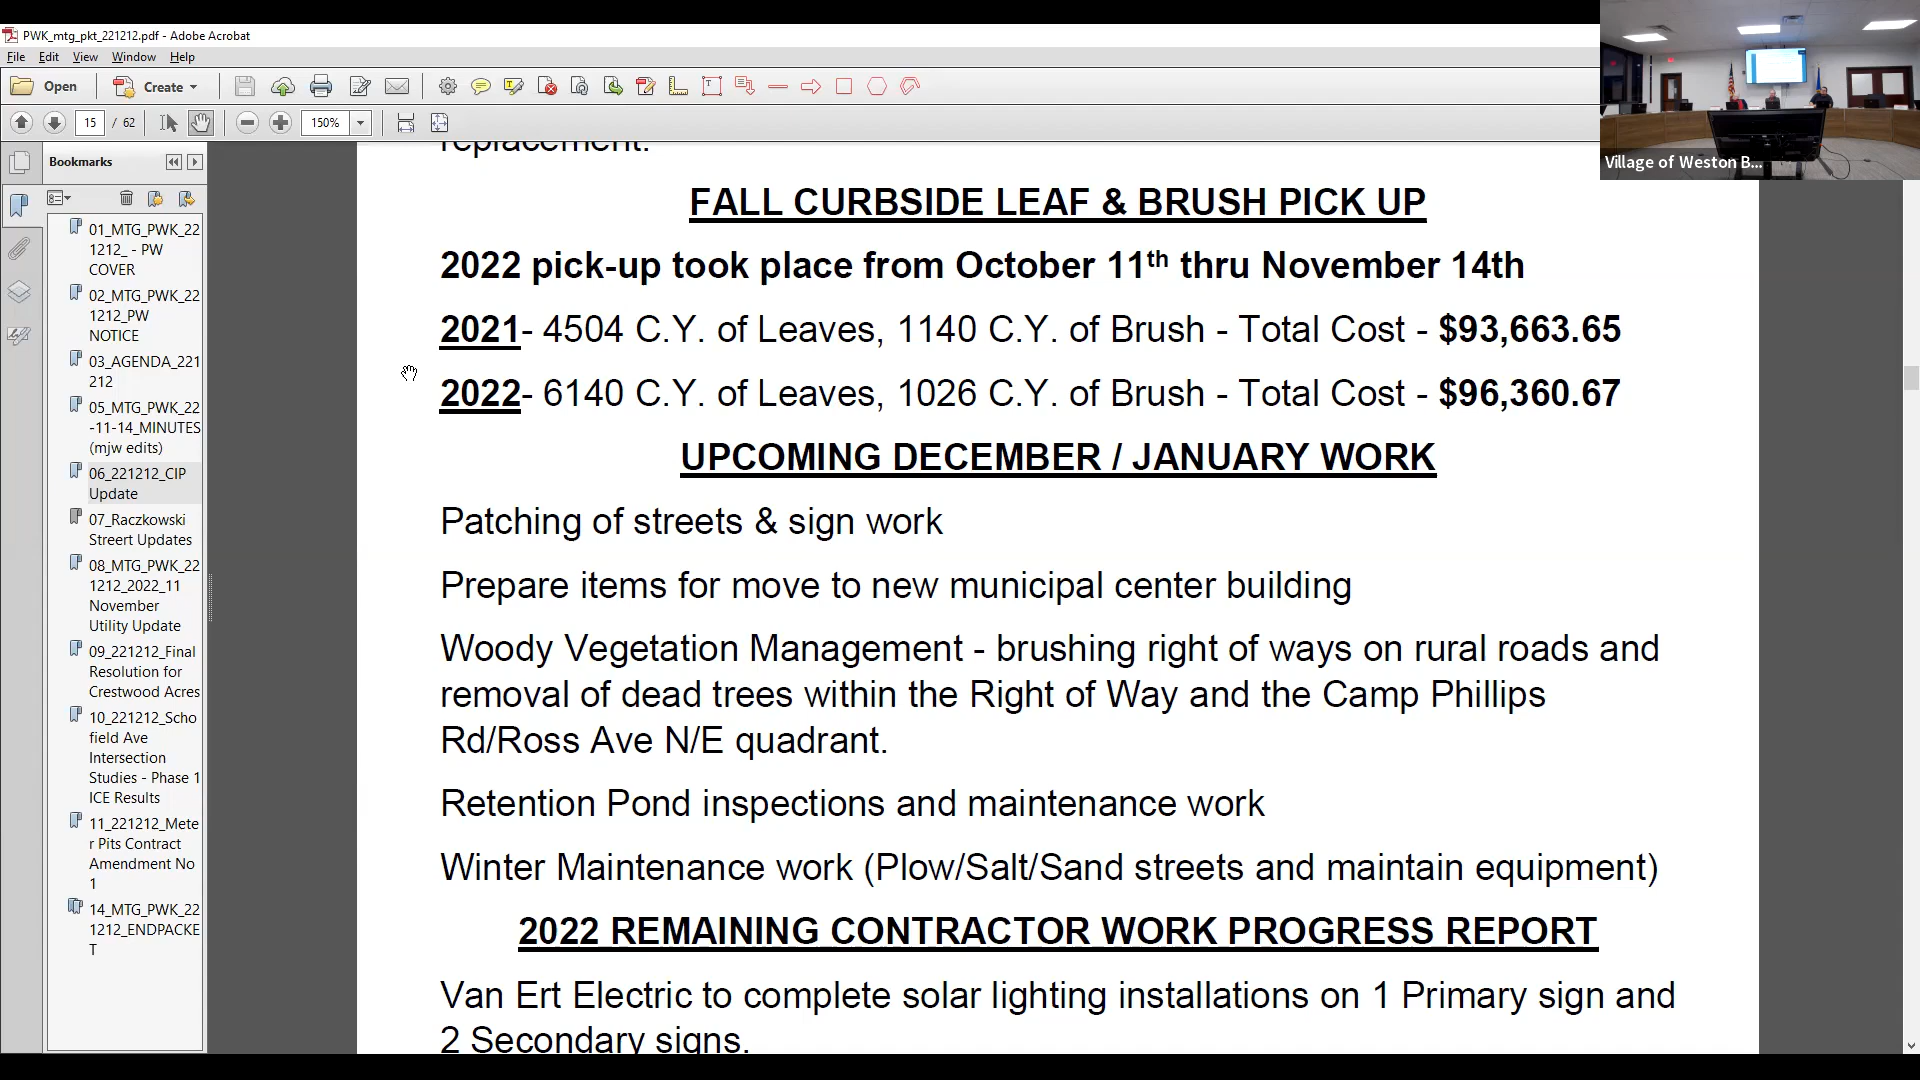 PWK_mtg_pkt_221212.pdf - Adobe Acrobat
File Edit View Window Help
Open Create
15 / 62 150%
Bookmarks
01_MTG_PWK_22
1212_ - PW
COVER
02_MTG_PWK_22
1212_PW
NOTICE
03_AGENDA_221
212
05_MTG_PWK_22
-11-14_MINUTES
(mjw edits)
06_221212_CIP
Update
07_Raczkowski
Streert Updates
08_MTG_PWK_22
1212_2022_11
November
Utility Update
09_221212_Final
Resolution for
Crestwood Acres
10_221212_Scho
field Ave
Intersection
Studies - Phase 1
ICE Results
11_221212_Mete
r Pits Contract
Amendment No
1
14_MTG_PWK_22
1212_ENDPACKE
T
replacement.
FALL CURBSIDE LEAF & BRUSH PICK UP
2022 pick-up took place from October 11th thru November 14th
2021- 4504 C.Y. of Leaves, 1140 C.Y. of Brush - Total Cost - $93,663.65
2022- 6140 C.Y. of Leaves, 1026 C.Y. of Brush - Total Cost - $96,360.67
UPCOMING DECEMBER / JANUARY WORK
Patching of streets & sign work
Prepare items for move to new municipal center building
Woody Vegetation Management - brushing right of ways on rural roads and
removal of dead trees within the Right of Way and the Camp Phillips
Rd/Ross Ave N/E quadrant.
Retention Pond inspections and maintenance work
Winter Maintenance work (Plow/Salt/Sand streets and maintain equipment)
2022 REMAINING CONTRACTOR WORK PROGRESS REPORT
Van Ert Electric to complete solar lighting installations on 1 Primary sign and
2 Secondary signs.
Village of Weston B...